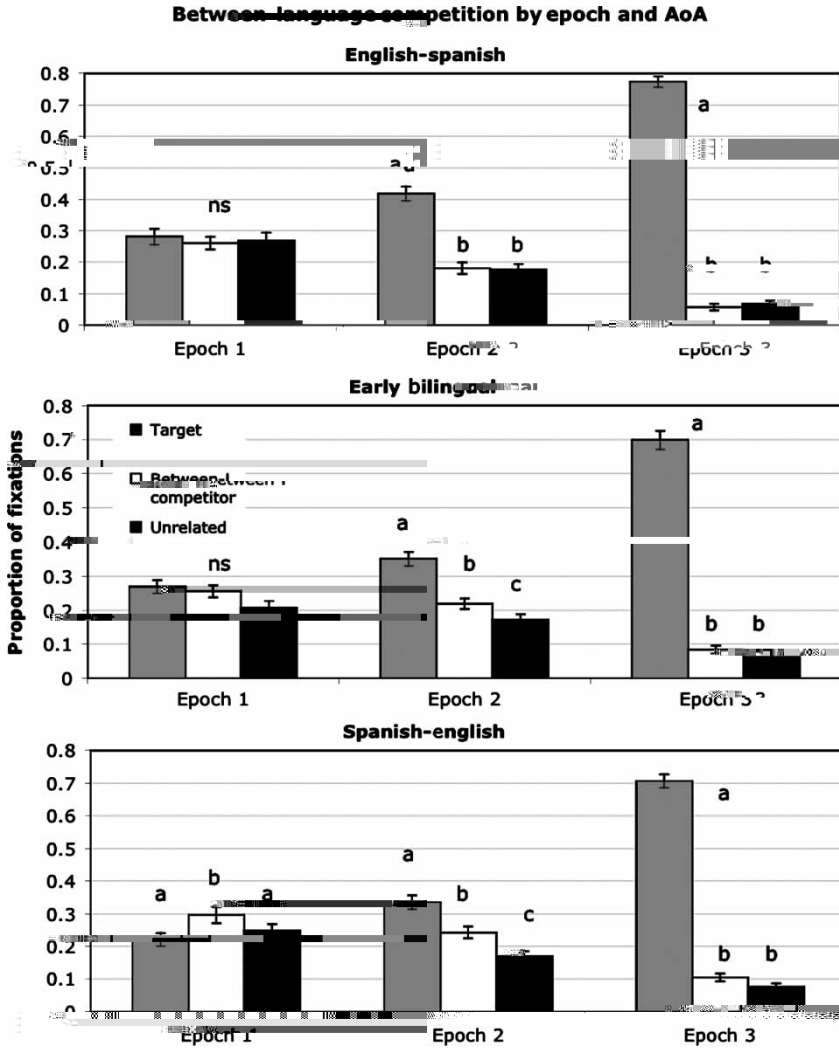 Between-language competition by epoch and AoA
English-spanish
0.8
0.7
0.6
a
0.4
ns
0.3
b b
0.2
0.1
0
Epoch 1 Epoch 2
Early bilingual
Proportion of fixations
0.8
a
0.7
Target
0.6
competitor
0.5
Unrelated
a
0.4
ns b
0.3
c
0.2
b b
0.1
0
Epoch 1 Epoch 2
Spanish-english
0.8
0.7
a
0.6
0.5
a
0.4
a b a b
0.3
c
0.2
b b
0.1
Epoch 1 Epoch 2 Epoch 3